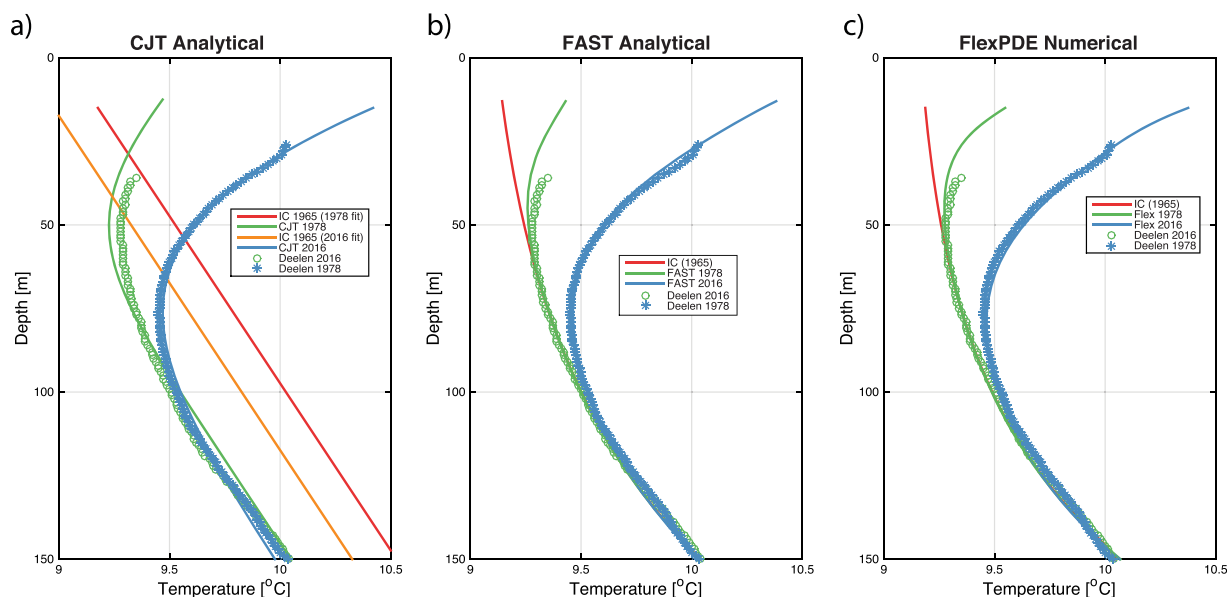 a)
CJT Analytical
0
50
100
150
9
9.5
10
10.5
Depth [m]
Temperature [°C]
IC 1965 (1978 fit)
CJT 1978
IC 1965 (2016 fit)
CJT 2016
Deelen 2016
Deelen 1978
b)
FAST Analytical
0
50
100
150
9
9.5
10
10.5
Depth [m]
Temperature [°C]
IC (1965)
FAST 1978
FAST 2016
Deelen 2016
Deelen 1978
c)
FlexPDE Numerical
0
50
100
150
9
9.5
10
10.5
Depth [m]
Temperature [°C]
IC (1965)
Flex 1978
Flex 2016
Deelen 2016
Deelen 1978